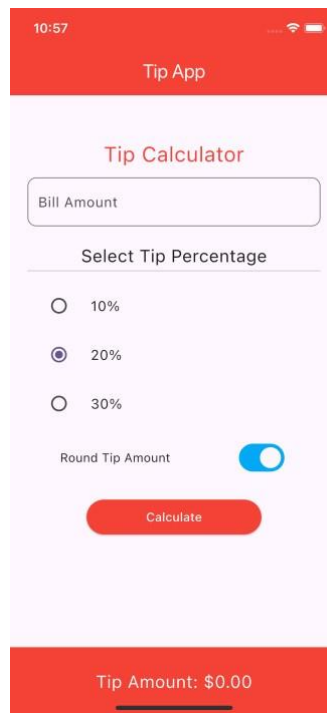 10:57
Tip App
Tip Calculator
Bill Amount
Select Tip Percentage
10%
20%
30%
Round Tip Amount
Calculate
Tip Amount: $0.00